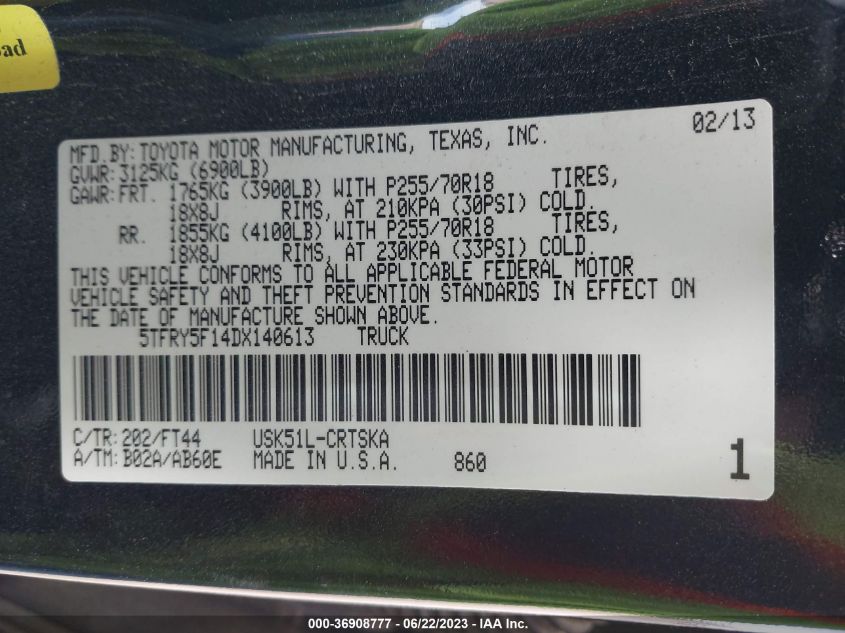 oad
02/13
MFD.BY:TOYOTA MOTOR MANUFACTURING, TEXAS, INC.
GVWR:3125KG (6900LB)
GAWR:FRT. 1765KG (3900LB) WITH P255/70R18 TIRES,
18X8J RIMS, AT 210KPA (30PSI) COLD.
RR. 1855KG (4100LB) WITH P255/70R18 TIRES,
18X8J RIMS, AT 230KPA (33PSI) COLD.
THIS VEHICLE CONFORMS TO ALL APPLICABLE FEDERAL MOTOR
VEHICLE SAFETY AND THEFT PREVENTION STANDARDS IN EFFECT ON
THE DATE OF MANUFACTURE SHOWN ABOVE.
5TFRY5F14DX140613 TRUCK
C/TR:202/FT44 USK51L-CRTSKA
A/TM:B02A/AB60E MADE IN U.S.A. 860 1
000-36908777 - 06/22/2023 - IAA Inc.